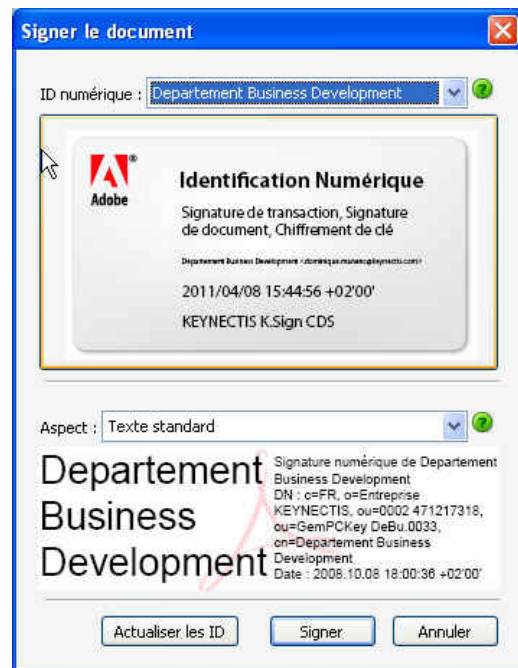 Signer le document
ID numérique : Departement Business Development
Adobe
Identification Numérique
Signature de transaction, Signature
de document, Chiffrement de clé
Departement Business Development
2011/04/08 15:44:56 +02'00'
KEYNECTIS K.Sign CDS
Aspect : Texte standard
Departement
Business
Development
Signature numérique de Departement
Business Development
DN : c=FR, o=Entreprise
KEYNECTIS, ou=0002 471217318,
ou=GemPCKey DeBu.0033,
cn=Departement Business
Development
Date : 2008.10.08 18:00:36 +02'00'
Actualiser les ID
Signer
Annuler